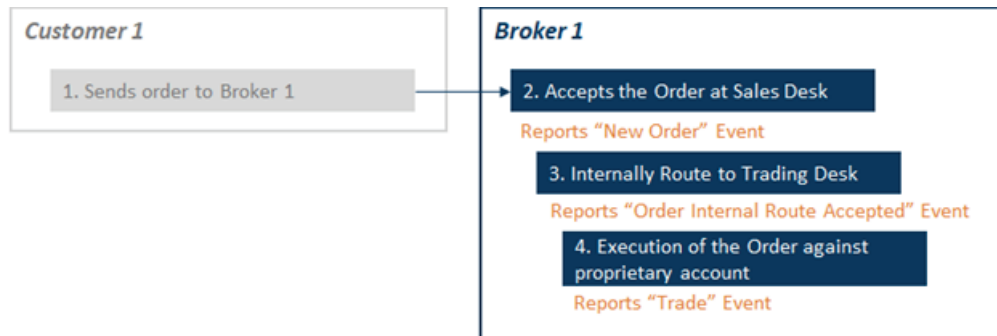 Customer 1
1. Sends order to Broker 1
Broker 1
2. Accepts the Order at Sales Desk
Reports “New Order” Event
3. Internally Route to Trading Desk
Reports “Order Internal Route Accepted” Event
4. Execution of the Order against
proprietary account
Reports “Trade” Event